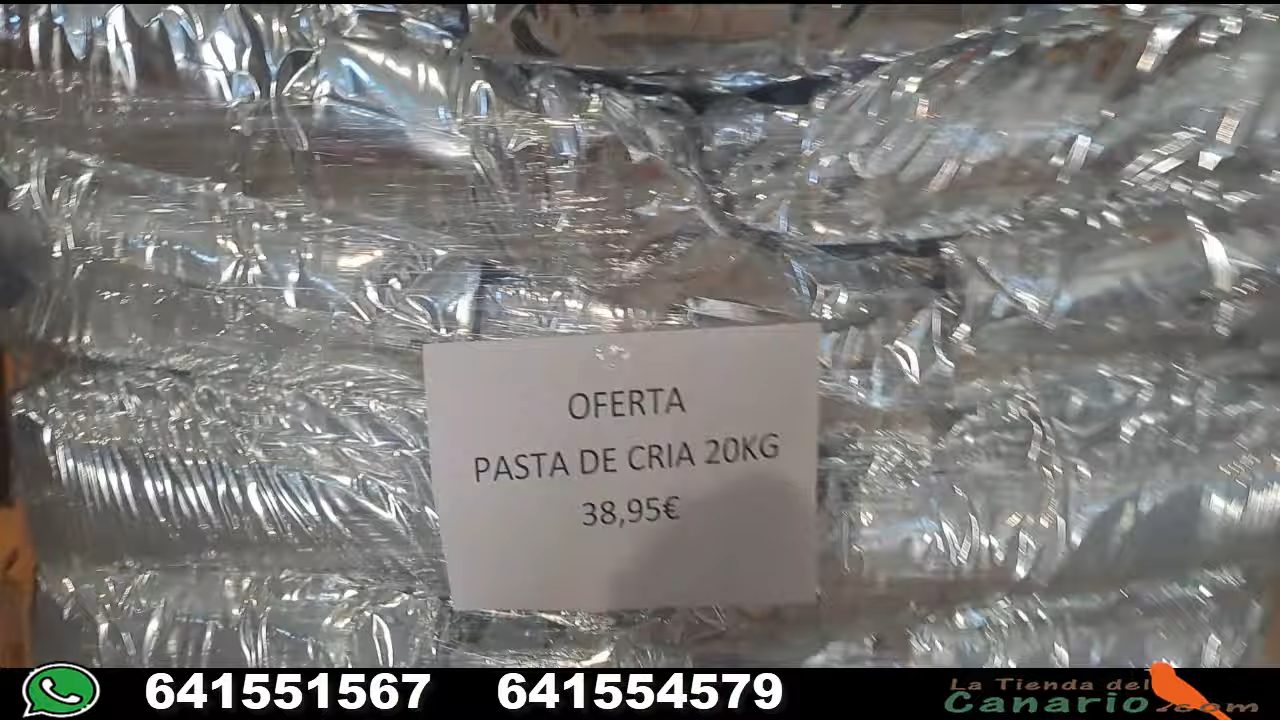 OFERTA
PASTA DE CRIA 20KG
38,95€
641551567 641554579
La Tienda del
Canario.com